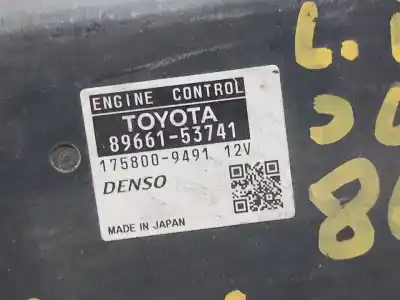 ENGINE CONTROL
TOYOTA
89661-53741
175800-9491 12V
DENSO
MADE IN JAPAN